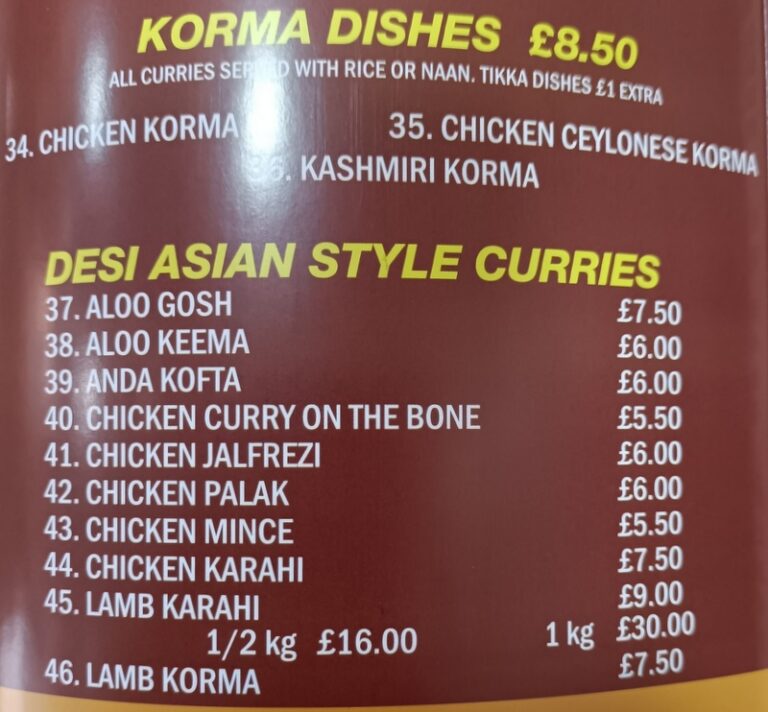 KORMA DISHES £8.50
ALL CURRIES SERVED WITH RICE OR NAAN. TIKKA DISHES £1 EXTRA
34. CHICKEN KORMA 35. CHICKEN CEYLONESE KORMA
36. KASHMIRI KORMA
DESI ASIAN STYLE CURRIES
37. ALOO GOSH £7.50
38. ALOO KEEMA £6.00
39. ANDA KOFTA £6.00
40. CHICKEN CURRY ON THE BONE £5.50
41. CHICKEN JALFREZI £6.00
42. CHICKEN PALAK £6.00
43. CHICKEN MINCE £5.50
44. CHICKEN KARAHI £7.50
45. LAMB KARAHI £9.00
1/2 kg £16.00 1 kg £30.00
46. LAMB KORMA £7.50